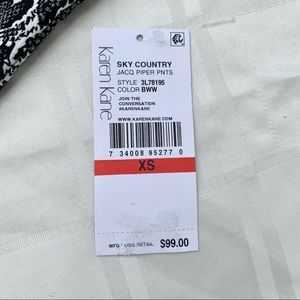 Karen Kane
SKY COUNTRY
JACQ PIPER PNTS
STYLE 3L78195
COLOR BWW
JOIN THE
CONVERSATION
#KARENKANE
WWW.KARENKANE.COM
7 34008 95277 0
XS
MFG SUGG RETAIL $99.00